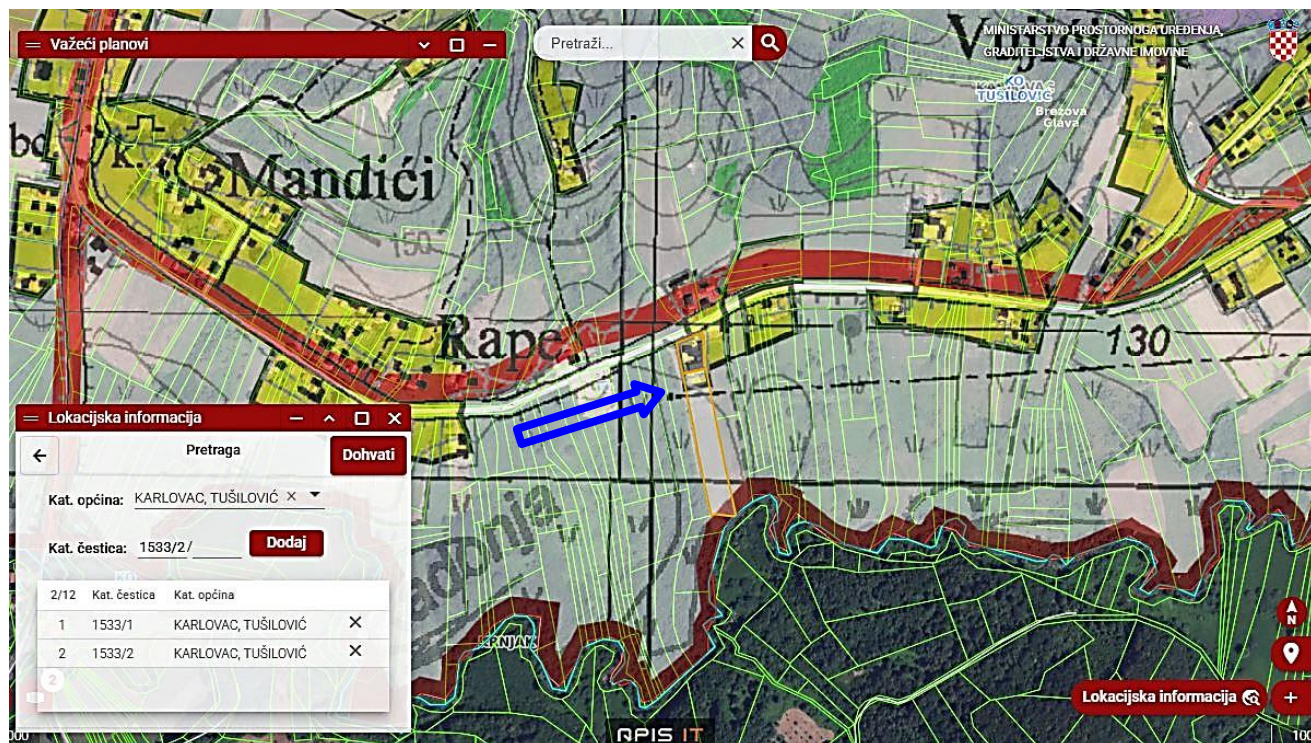 Važeći planovi
Pretraži...
MINISTARSTVO PROSTORNOGA UREĐENJA,
GRADITELJSTVA I DRŽAVNE IMOVINE
KO
TUŠILOVIĆ
Brezova
Glava
k.
Mandići
150
Rape
130
KRNJAK
Lokacijska informacija
Pretraga
Dohvati
Kat. općina: KARLOVAC, TUŠILOVIĆ
Kat. čestica: 1533/2/
Dodaj
2/12 Kat. čestica Kat. općina
1 1533/1 KARLOVAC, TUŠILOVIĆ
2 1533/2 KARLOVAC, TUŠILOVIĆ
2
N
Lokacijska informacija
APIS IT